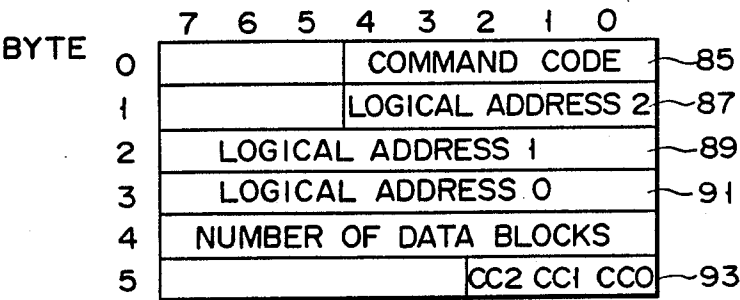 7 6 5 4 3 2 1 0
BYTE 0 COMMAND CODE 85
1 LOGICAL ADDRESS 2 87
2 LOGICAL ADDRESS 1 89
3 LOGICAL ADDRESS 0 91
4 NUMBER OF DATA BLOCKS
5 CC2 CC1 CC0 93